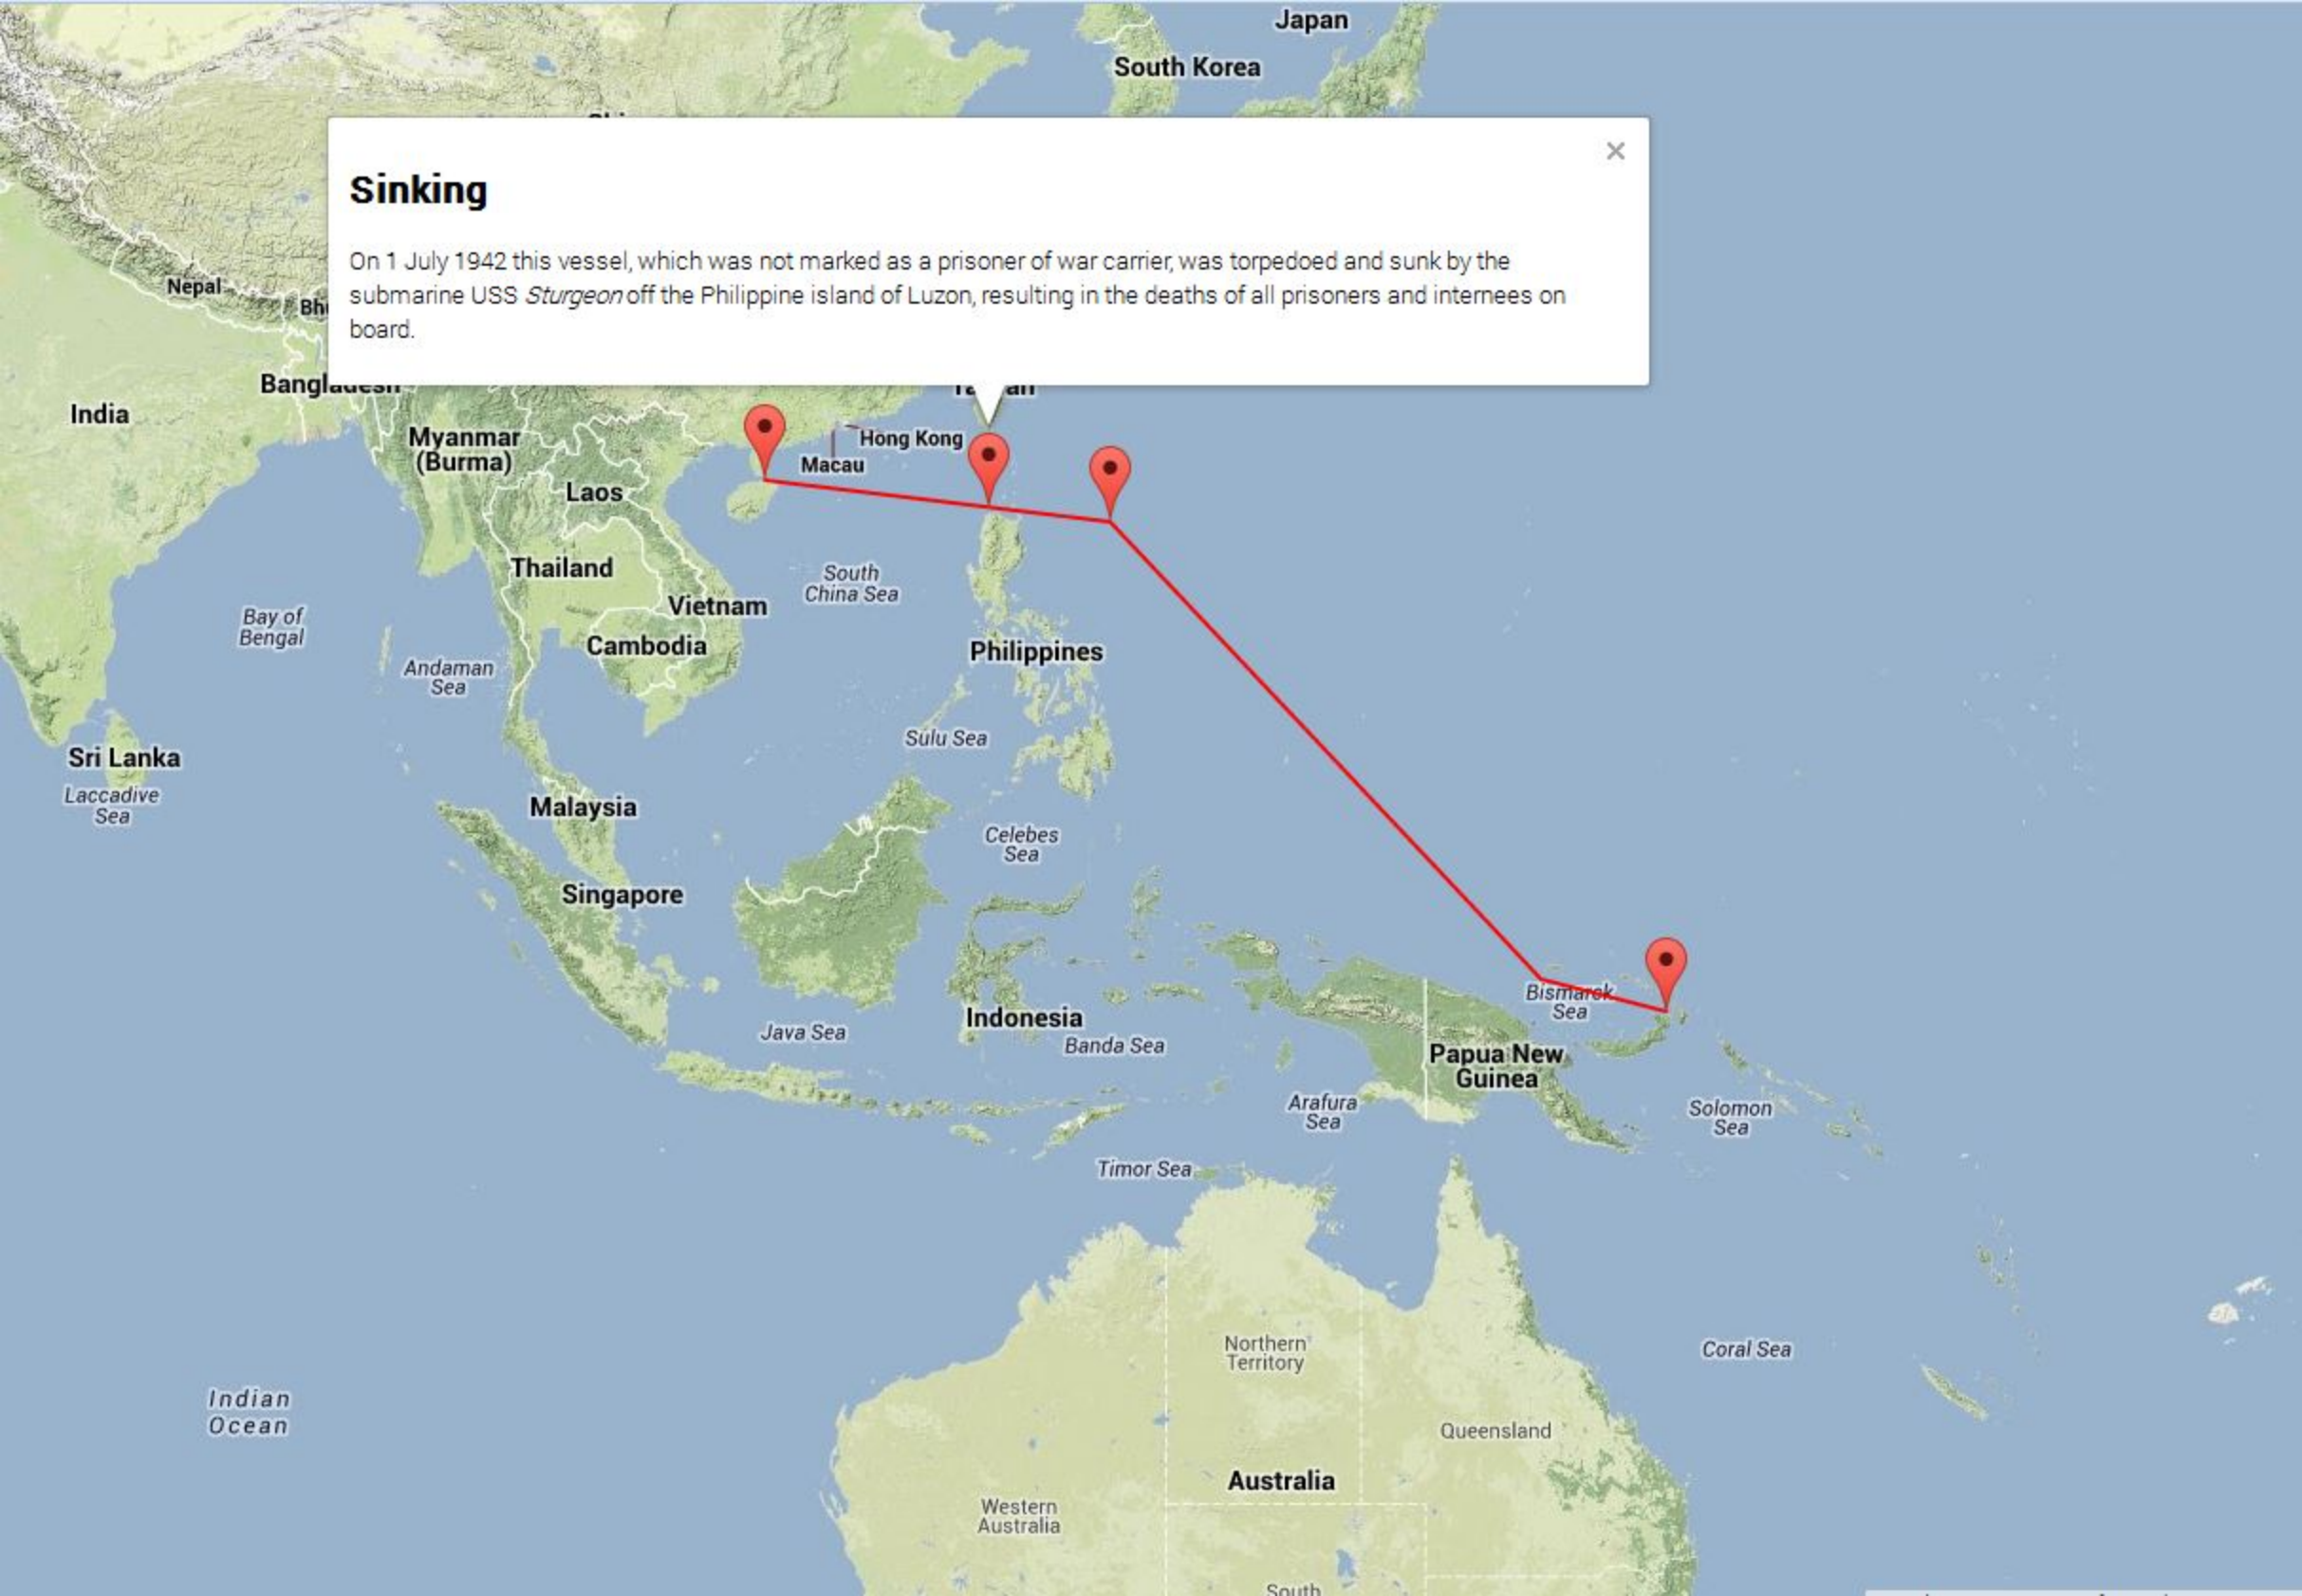 Japan
South Korea
Sinking
On 1 July 1942 this vessel, which was not marked as a prisoner of war carrier, was torpedoed and sunk by the
submarine USS Sturgeon off the Philippine island of Luzon, resulting in the deaths of all prisoners and internees on
board.
Nepal
Bangladesh
India
Myanmar
(Burma)
Hong Kong
Macau
Laos
Thailand
South
China Sea
Vietnam
Bay of
Bengal
Cambodia
Philippines
Andaman
Sea
Sulu Sea
Sri Lanka
Laccadive
Sea
Malaysia
Celebes
Sea
Singapore
Bismarck
Sea
Indonesia
Java Sea
Banda Sea
Papua New
Guinea
Arafura
Sea
Solomon
Sea
Timor Sea
Northern
Territory
Coral Sea
Indian
Ocean
Queensland
Australia
Western
Australia
South